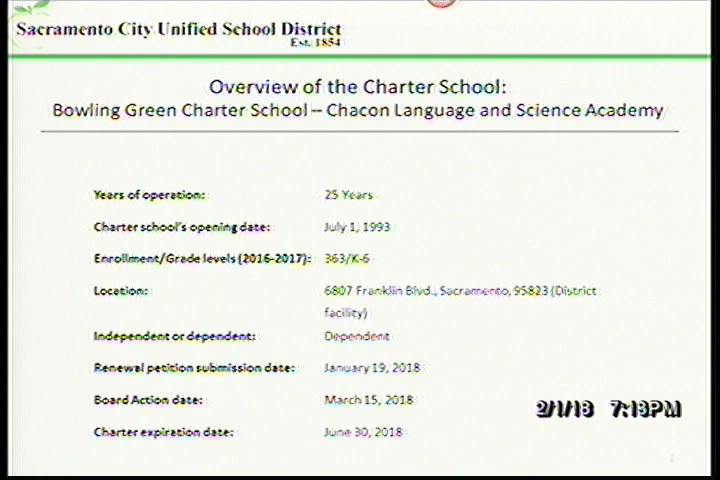 Sacramento City Unified School District
Est. 1854
Overview of the Charter School:
Bowling Green Charter School – Chacon Language and Science Academy
Years of operation: 25 Years
Charter school's opening date: July 1, 1993
Enrollment/Grade levels (2016-2017): 363/K-6
Location: 6807 Franklin Blvd., Sacramento, 95823 (District
facility)
Independent or dependent: Dependent
Renewal petition submission date: January 19, 2018
Board Action date: March 15, 2018
2/1/18 7:18PM
Charter expiration date: June 30, 2018